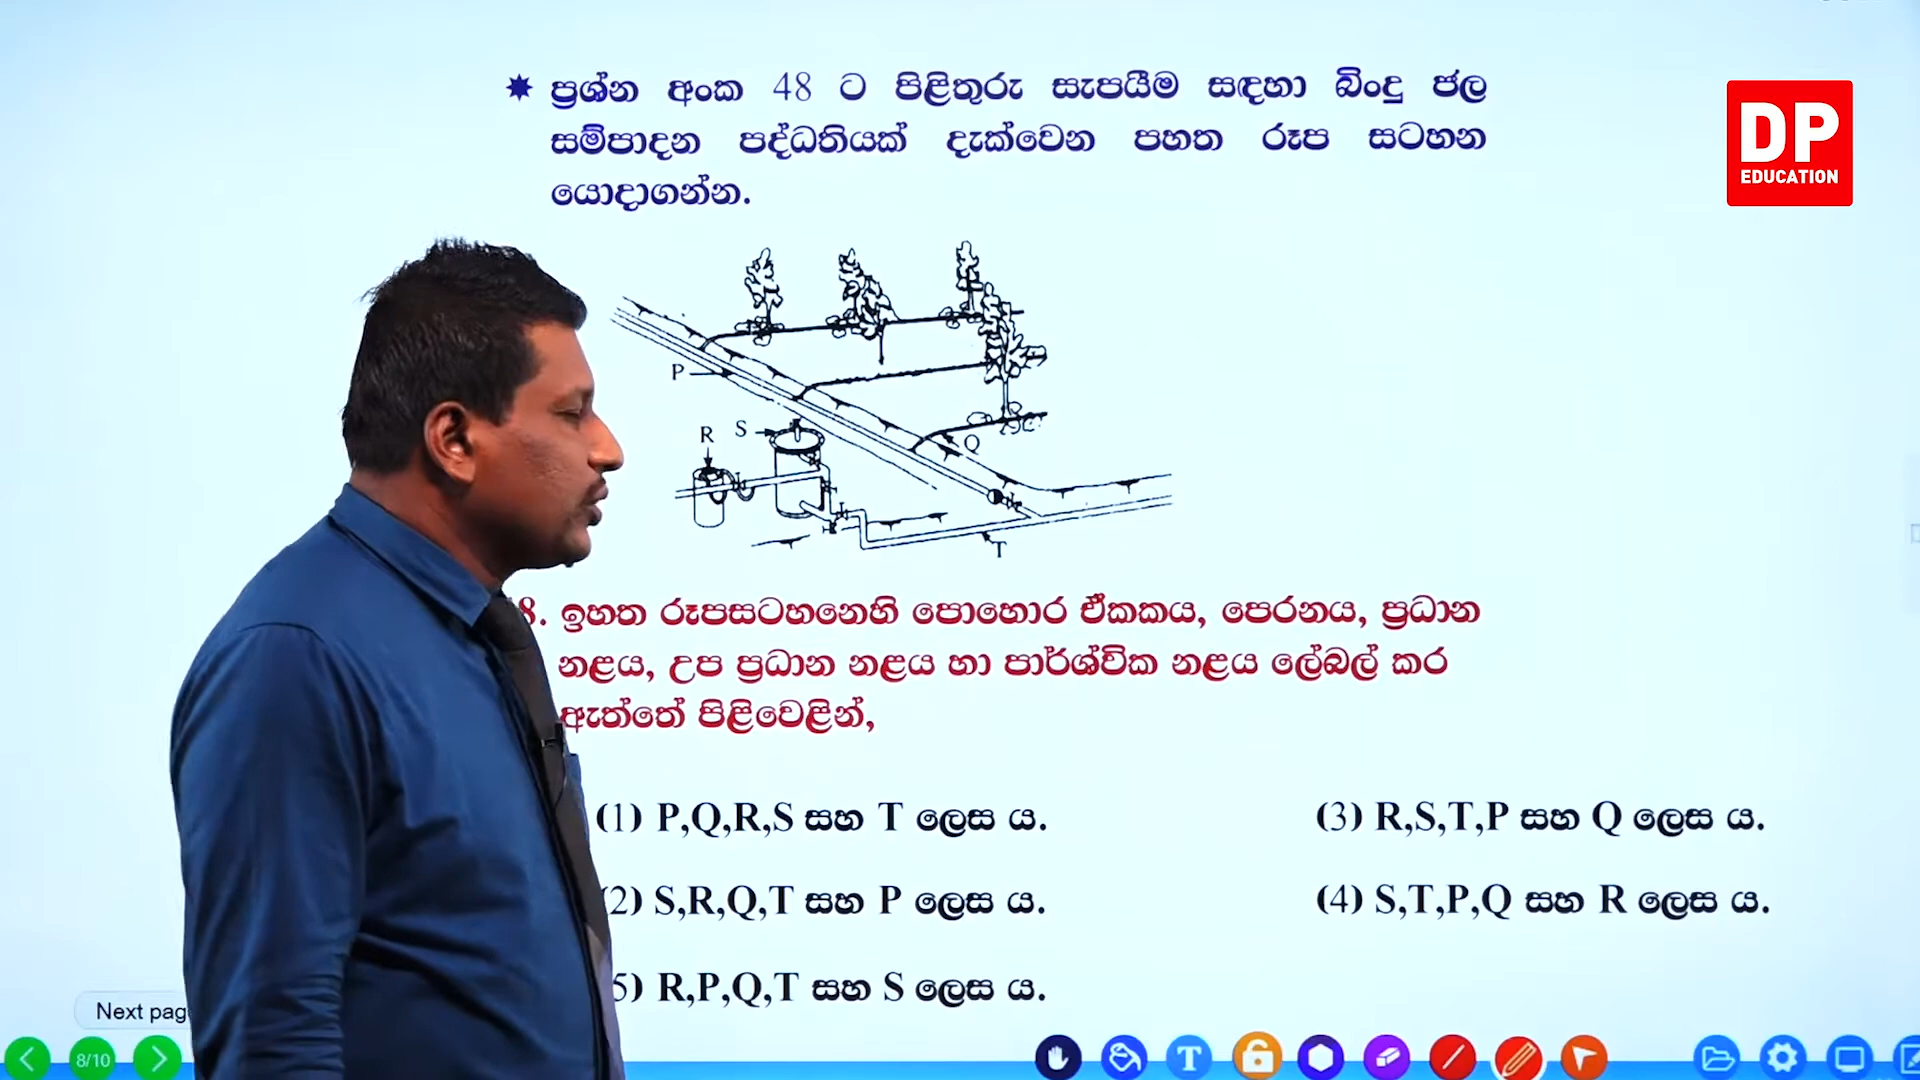 ✷ ප්‍රශ්න අංක 48 ට පිළිතුරු සැපයීම සඳහා බිංදු ජල
සම්පාදන පද්ධතියක් දැක්වෙන පහත රූප සටහන
යොදාගන්න.
DP
EDUCATION
P
R
S
Q
T
8. ඉහත රූපසටහනෙහි පොහොර ඒකකය, පෙරනය, ප්‍රධාන
නළය, උප ප්‍රධාන නළය හා පාර්ශ්වික නළය ලේබල් කර
ඇත්තේ පිළිවෙළින්,
(1) P,Q,R,S සහ T ලෙස ය.
(3) R,S,T,P සහ Q ලෙස ය.
2) S,R,Q,T සහ P ලෙස ය.
(4) S,T,P,Q සහ R ලෙස ය.
5) R,P,Q,T සහ S ලෙස ය.
Next pag
8/10
T